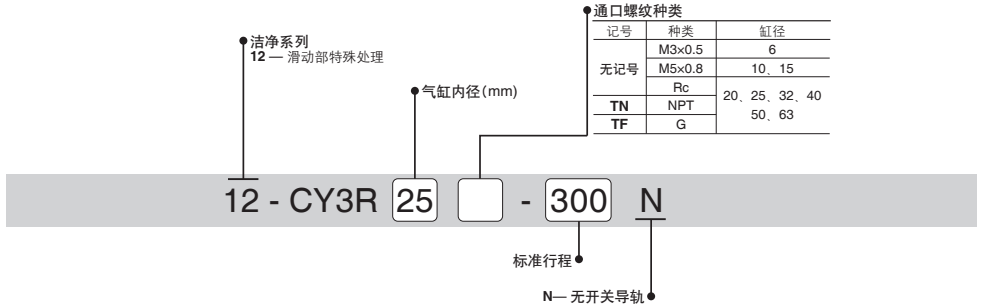 通口螺纹种类
记号 种类 缸径
无记号 M3×0.5 6
M5×0.8 10、15
Rc 20、25、32、40
50、63
TN NPT
TF G
洁净系列
12 — 滑动部特殊处理
气缸内径(mm)
12 - CY3R 25 - 300 N
标准行程
N— 无开关导轨